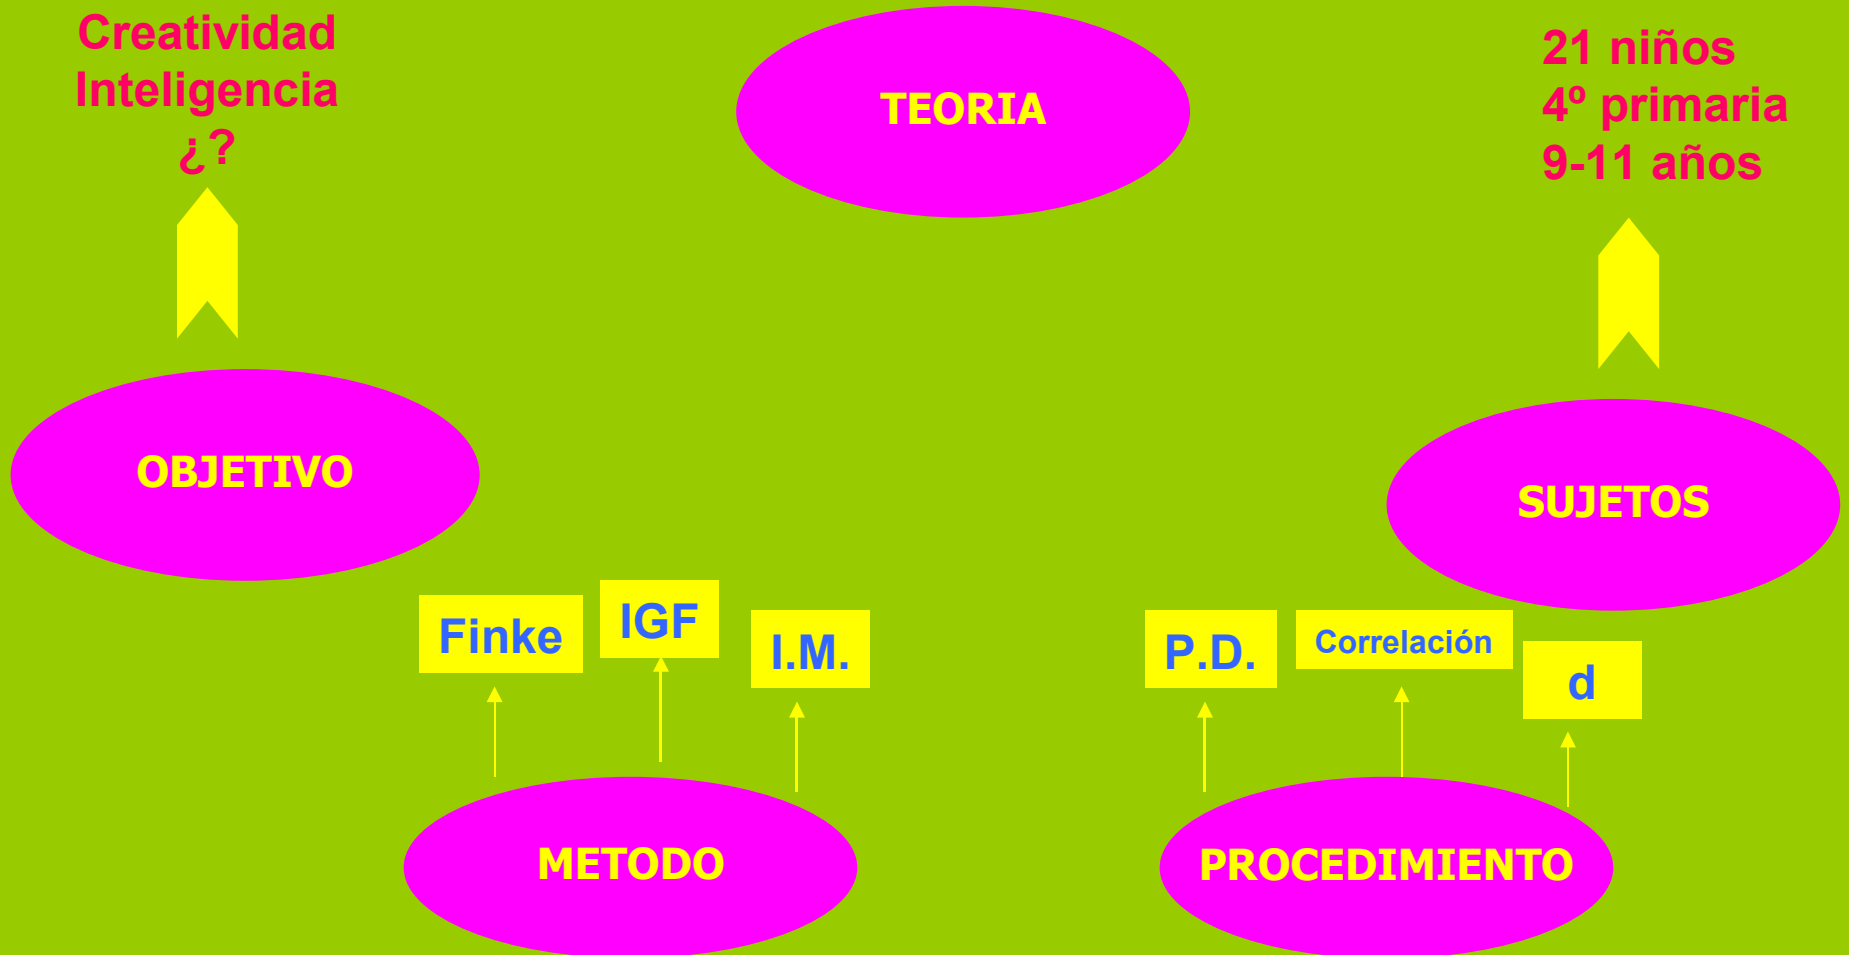 Creatividad
Inteligencia
¿?
TEORIA
21 niños
4º primaria
9-11 años
OBJETIVO
SUJETOS
Finke
IGF
I.M.
P.D.
Correlación
d
METODO
PROCEDIMIENTO